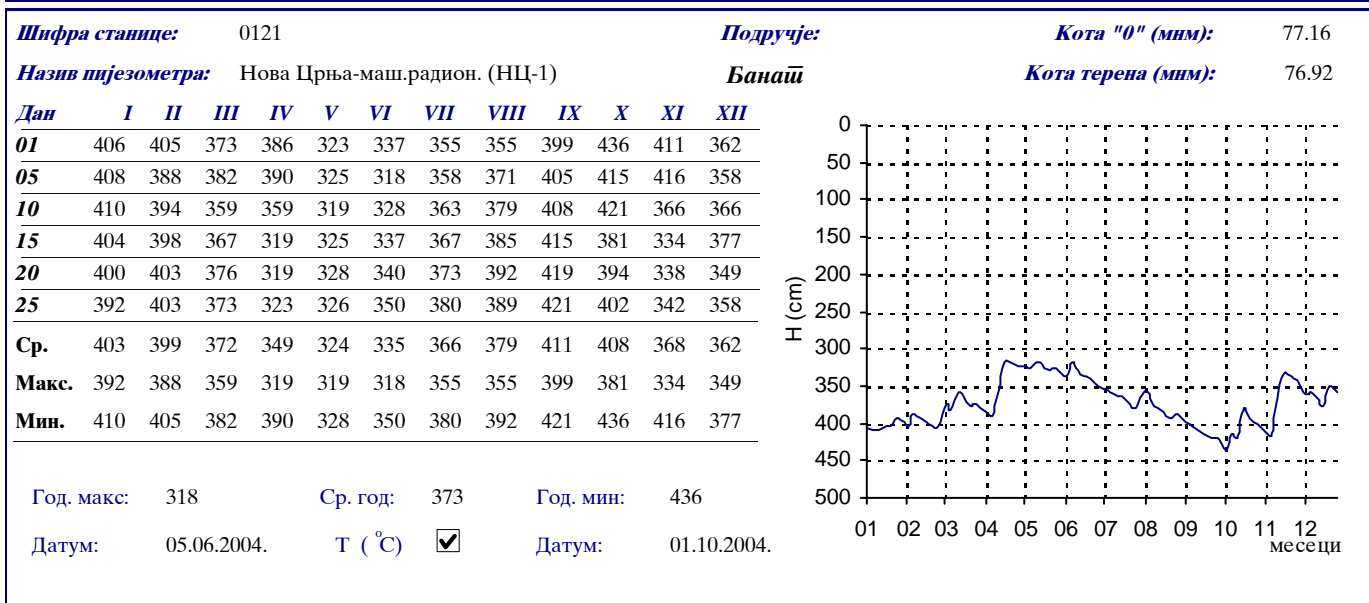 Шифра станице: 0121 Подручје: Кота "0" (мнм): 77.16
Назив пијезометра: Нова Црња-маш.радион. (НЦ-1) Банат Кота терена (мнм): 76.92
Дан I II III IV V VI VII VIII IX X XI XII
01 406 405 373 386 323 337 355 355 399 436 411 362
05 408 388 382 390 325 318 358 371 405 415 416 358
10 410 394 359 359 319 328 363 379 408 421 366 366
15 404 398 367 319 325 337 367 385 415 381 334 377
20 400 403 376 319 328 340 373 392 419 394 338 349
25 392 403 373 323 326 350 380 389 421 402 342 358
Ср. 403 399 372 349 324 335 366 379 411 408 368 362
Макс. 392 388 359 319 319 318 355 355 399 381 334 349
Мин. 410 405 382 390 328 350 380 392 421 436 416 377
Год. макс: 318 Ср. год: 373 Год. мин: 436
Датум: 05.06.2004. Т (°C) Датум: 01.10.2004.
H (cm)
0
50
100
150
200
250
300
350
400
450
500
01 02 03 04 05 06 07 08 09 10 11 12
месеци